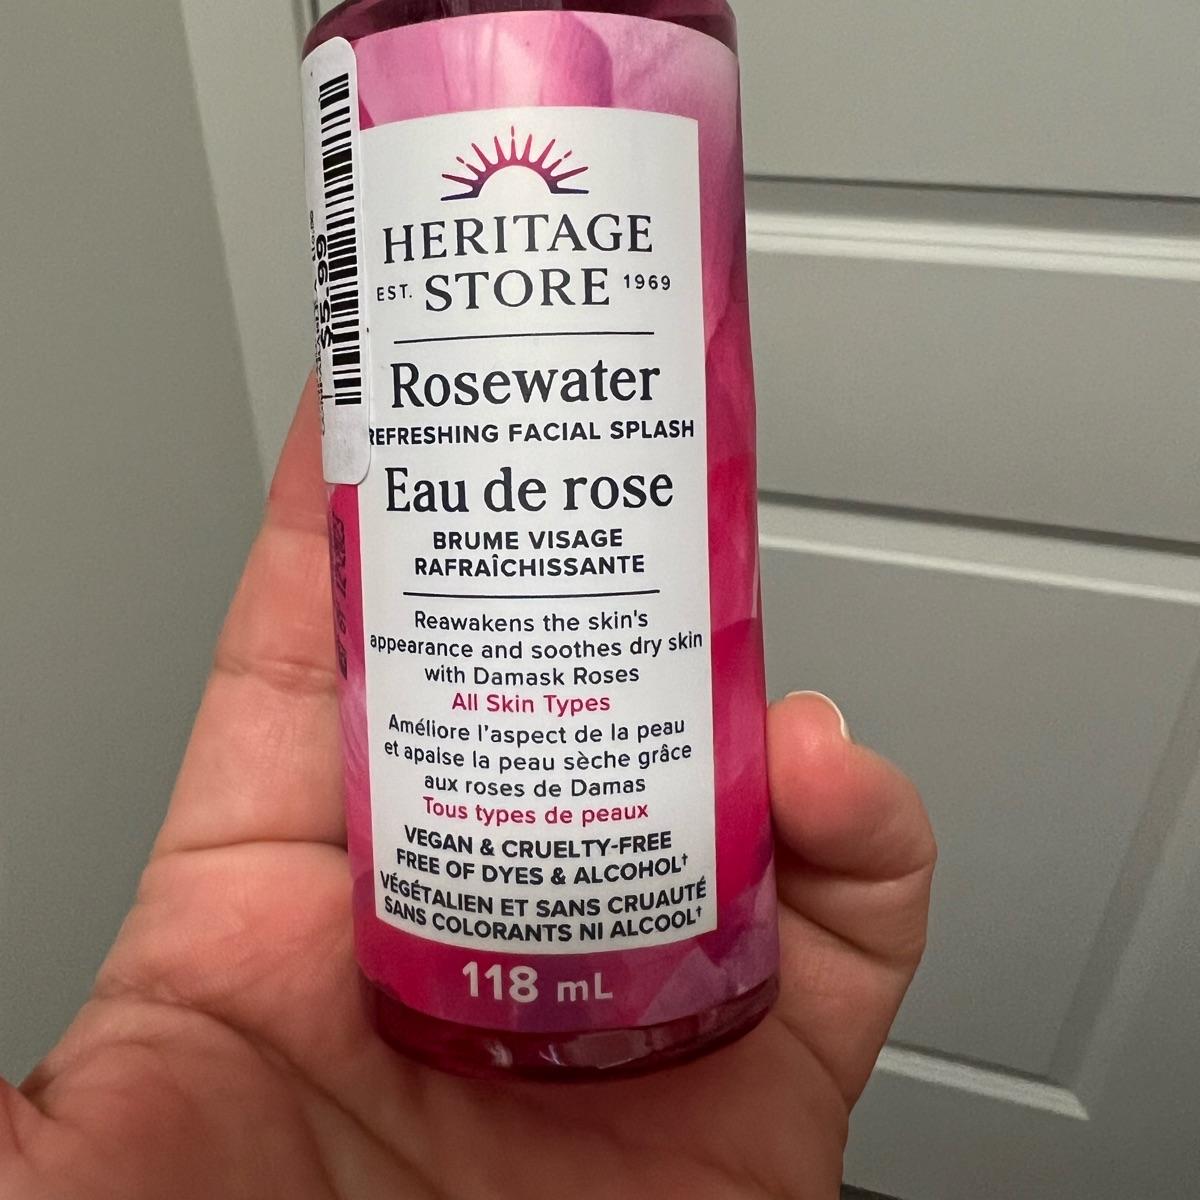 $5.99
HERITAGE
EST. STORE 1969
Rosewater
REFRESHING FACIAL SPLASH
Eau de rose
BRUME VISAGE
RAFRAÎCHISSANTE
Reawakens the skin's
appearance and soothes dry skin
with Damask Roses
All Skin Types
Améliore l'aspect de la peau
et apaise la peau sèche grâce
aux roses de Damas
Tous types de peaux
VEGAN & CRUELTY-FREE
FREE OF DYES & ALCOHOL†
VÉGÉTALIEN ET SANS CRUAUTÉ
SANS COLORANTS NI ALCOOL†
118 mL